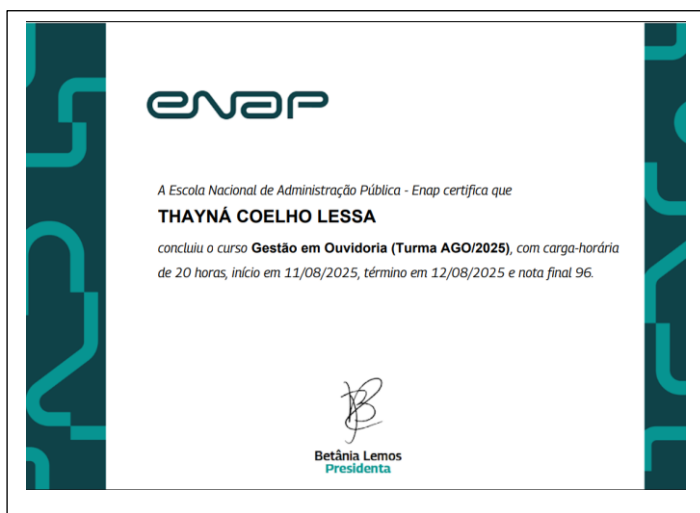 enap
A Escola Nacional de Administração Pública - Enap certifica que
THAYNÁ COELHO LESSA
concluiu o curso Gestão em Ouvidoria (Turma AGO/2025), com carga-horária
de 20 horas, início em 11/08/2025, término em 12/08/2025 e nota final 96.
Betânia Lemos
Presidenta